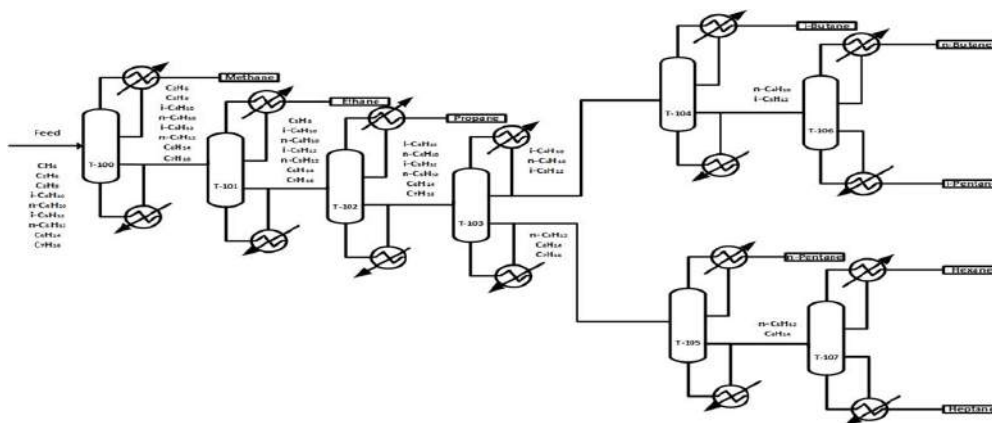 Feed
CH₄
C₂H₆
C₃H₈
i-C₄H₁₀
n-C₄H₁₀
i-C₅H₁₂
n-C₅H₁₂
C₆H₁₄
C₇H₁₆
T-100
Methane
C₂H₆
C₃H₈
i-C₄H₁₀
n-C₄H₁₀
i-C₅H₁₂
n-C₅H₁₂
C₆H₁₄
C₇H₁₆
T-101
Ethane
C₃H₈
i-C₄H₁₀
n-C₄H₁₀
i-C₅H₁₂
n-C₅H₁₂
C₆H₁₄
C₇H₁₆
T-102
Propane
i-C₄H₁₀
n-C₄H₁₀
i-C₅H₁₂
n-C₅H₁₂
C₆H₁₄
C₇H₁₆
T-103
i-C₄H₁₀
n-C₄H₁₀
i-C₅H₁₂
n-C₅H₁₂
C₆H₁₄
C₇H₁₆
T-104
i-Butane
n-C₄H₁₀
i-C₅H₁₂
T-106
n-Butane
i-Pentane
T-105
n-Pentane
n-C₅H₁₂
C₆H₁₄
T-107
Hexane
Heptane